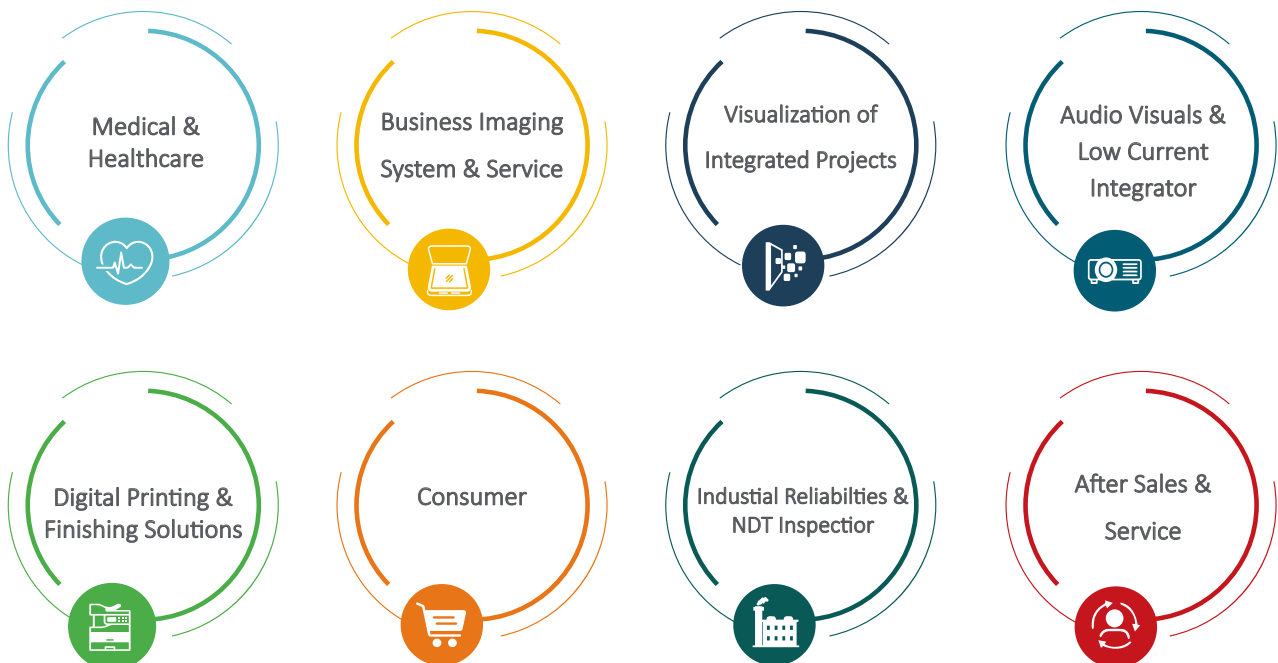 Medical &
Healthcare
Business Imaging
System & Service
Visualization of
Integrated Projects
Audio Visuals &
Low Current
Integrator
Digital Printing &
Finishing Solutions
Consumer
Industial Reliabilties &
NDT Inspectior
After Sales &
Service